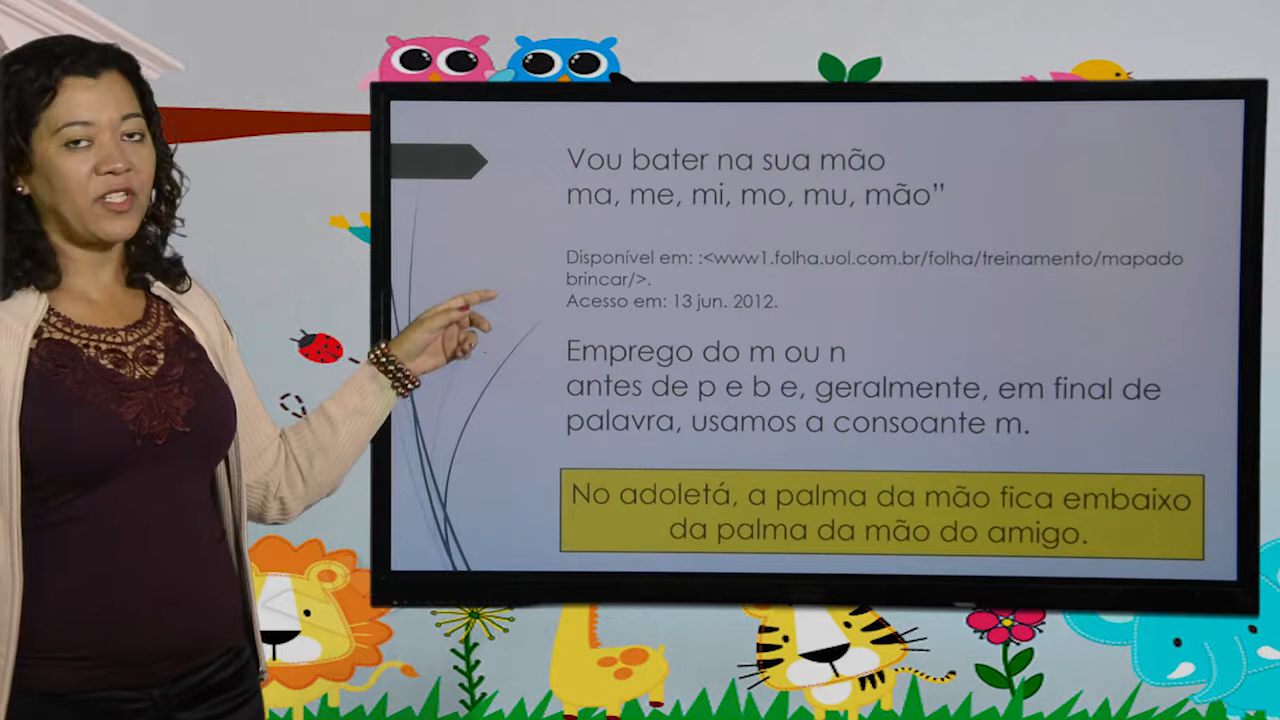 Vou bater na sua mão
ma, me, mi, mo, mu, mão”
Disponível em: :<www1.folha.uol.com.br/folha/treinamento/mapado
brincar/>.
Acesso em: 13 jun. 2012.
Emprego do m ou n
antes de p e b e, geralmente, em final de
palavra, usamos a consoante m.
No adoletá, a palma da mão fica embaixo
da palma da mão do amigo.